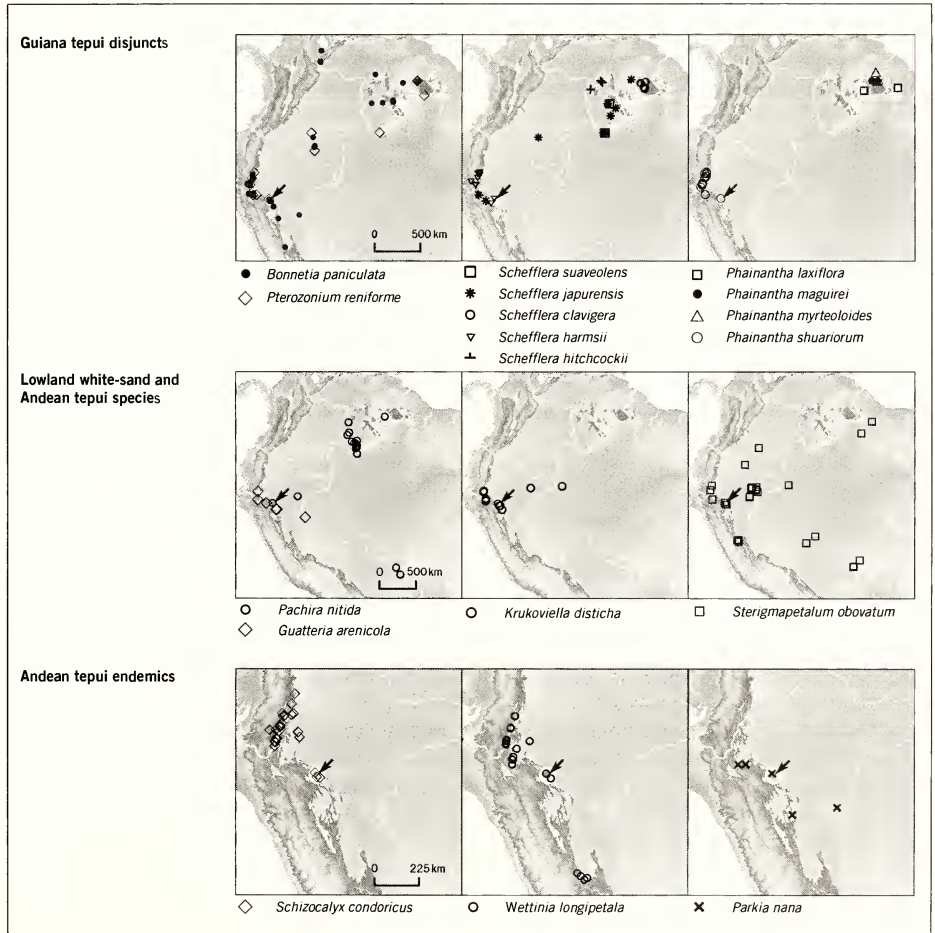 Guiana tepui disjuncts
0 500 km
Bonnetia paniculata
Pterozonium reniforme
Schefflera suaveolens
Schefflera japurensis
Schefflera clavigera
Schefflera harmsii
Schefflera hitchcockii
Phainantha laxiflora
Phainantha maguirei
Phainantha myrteoloides
Phainantha shuariorum
Lowland white-sand and
Andean tepui species
0 500 km
Pachira nitida
Guatteria arenicola
Krukoviella disticha
Sterigmapetalum obovatum
Andean tepui endemics
0 225 km
Schizocalyx condoricus
Wettinia longipetala
Parkia nana